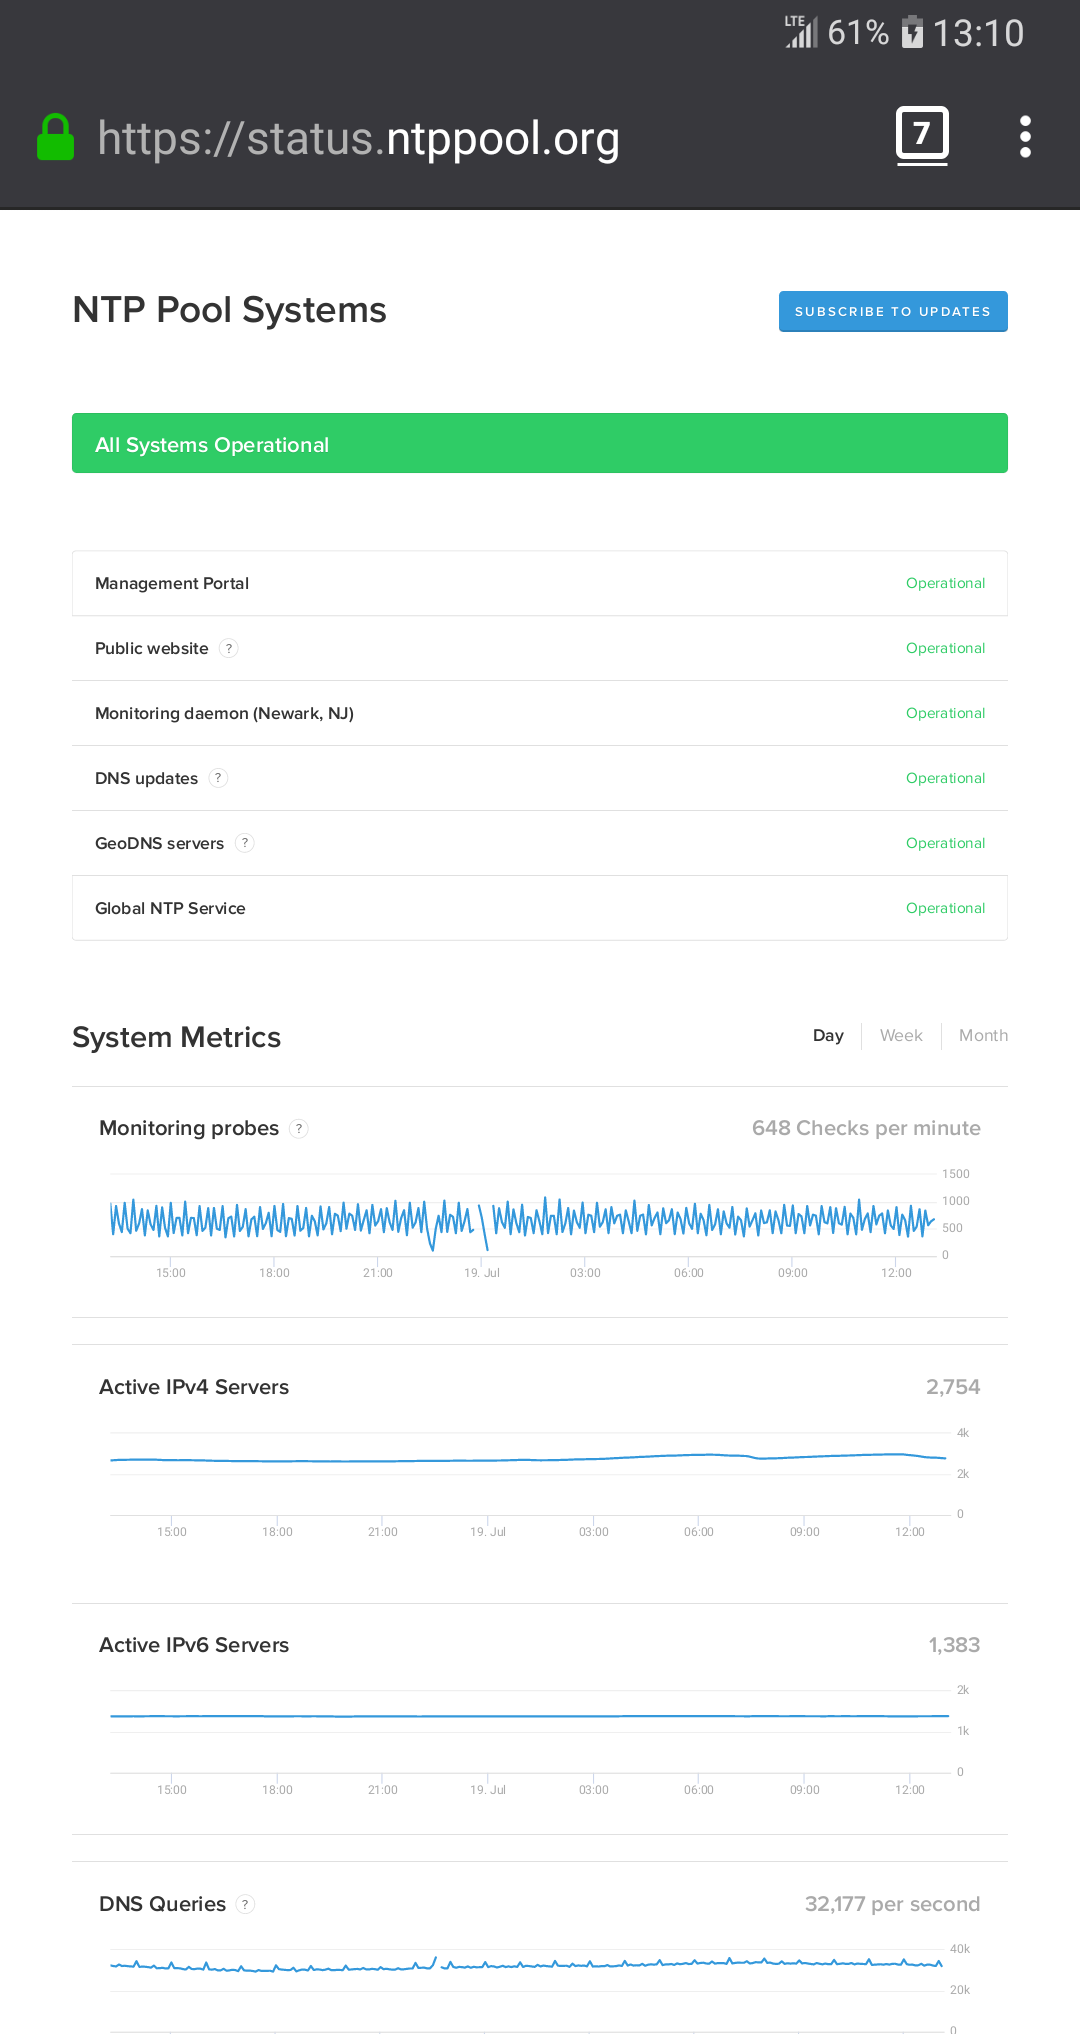 LTE 61% 13:10
https://status.ntppool.org 7
NTP Pool Systems SUBSCRIBE TO UPDATES
All Systems Operational
Management Portal Operational
Public website ? Operational
Monitoring daemon (Newark, NJ) Operational
DNS updates ? Operational
GeoDNS servers ? Operational
Global NTP Service Operational
System Metrics Day Week Month
Monitoring probes ? 648 Checks per minute
1500
1000
500
0
15:00 18:00 21:00 19. Jul 03:00 06:00 09:00 12:00
Active IPv4 Servers 2,754
4k
2k
0
15:00 18:00 21:00 19. Jul 03:00 06:00 09:00 12:00
Active IPv6 Servers 1,383
2k
1k
0
15:00 18:00 21:00 19. Jul 03:00 06:00 09:00 12:00
DNS Queries ? 32,177 per second
40k
20k
0